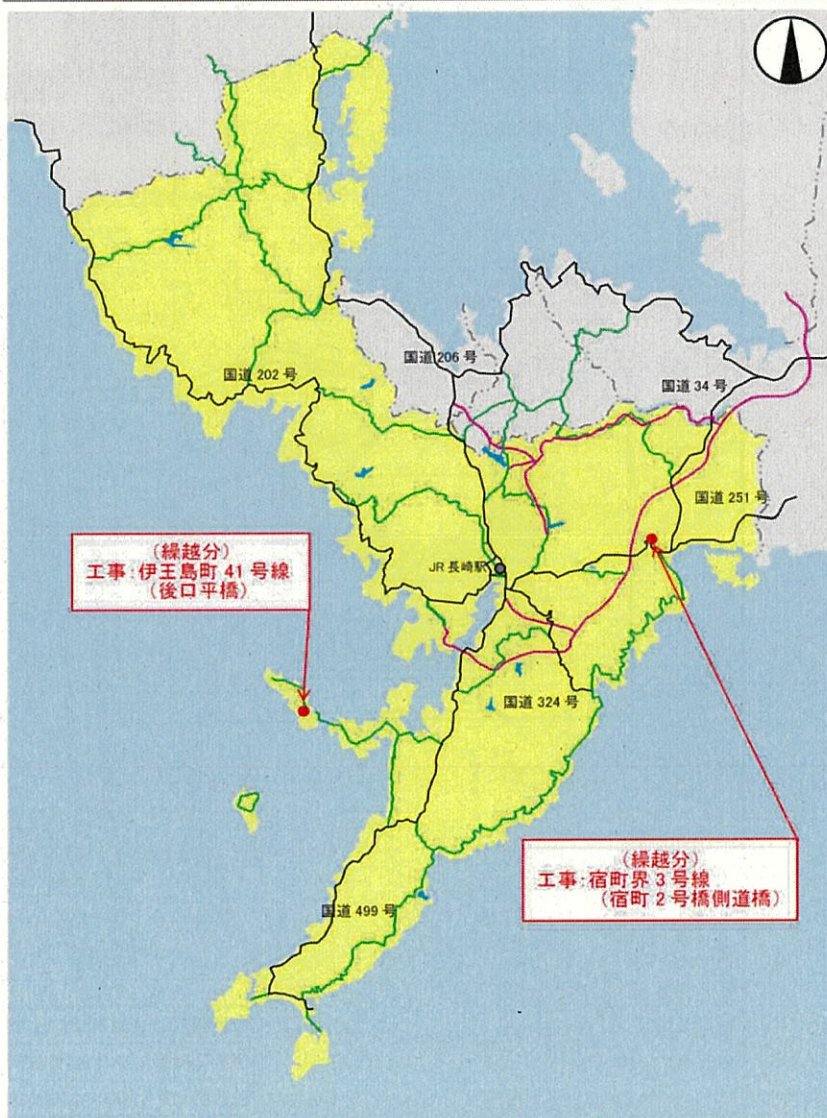 国道 206 号
国道 202 号
国道 34 号
国道 251 号
(繰越分)
工事:伊王島町 41 号線
(後口平橋)
JR 長崎駅
国道 324 号
(繰越分)
工事:宿町界 3 号線
(宿町 2 号橋側道橋)
国道 499 号